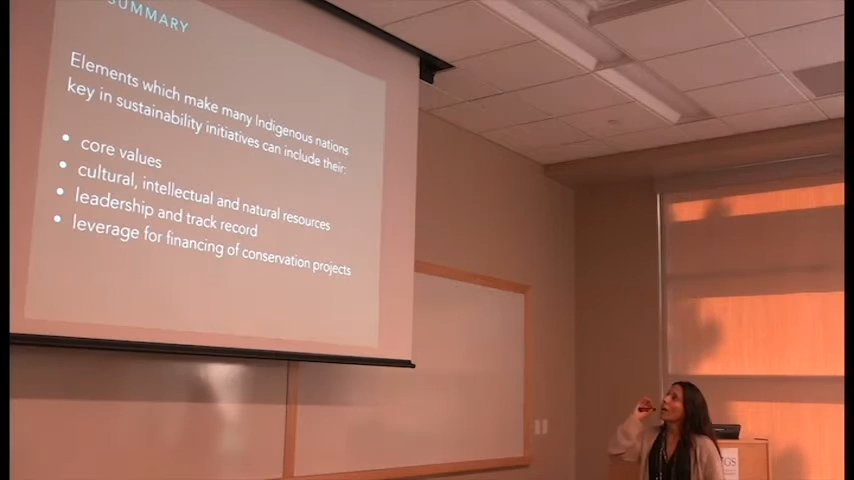 SUMMARY
Elements which make many Indigenous nations
key in sustainability initiatives can include their:
• core values
• cultural, intellectual and natural resources
• leadership and track record
• leverage for financing of conservation projects
GS